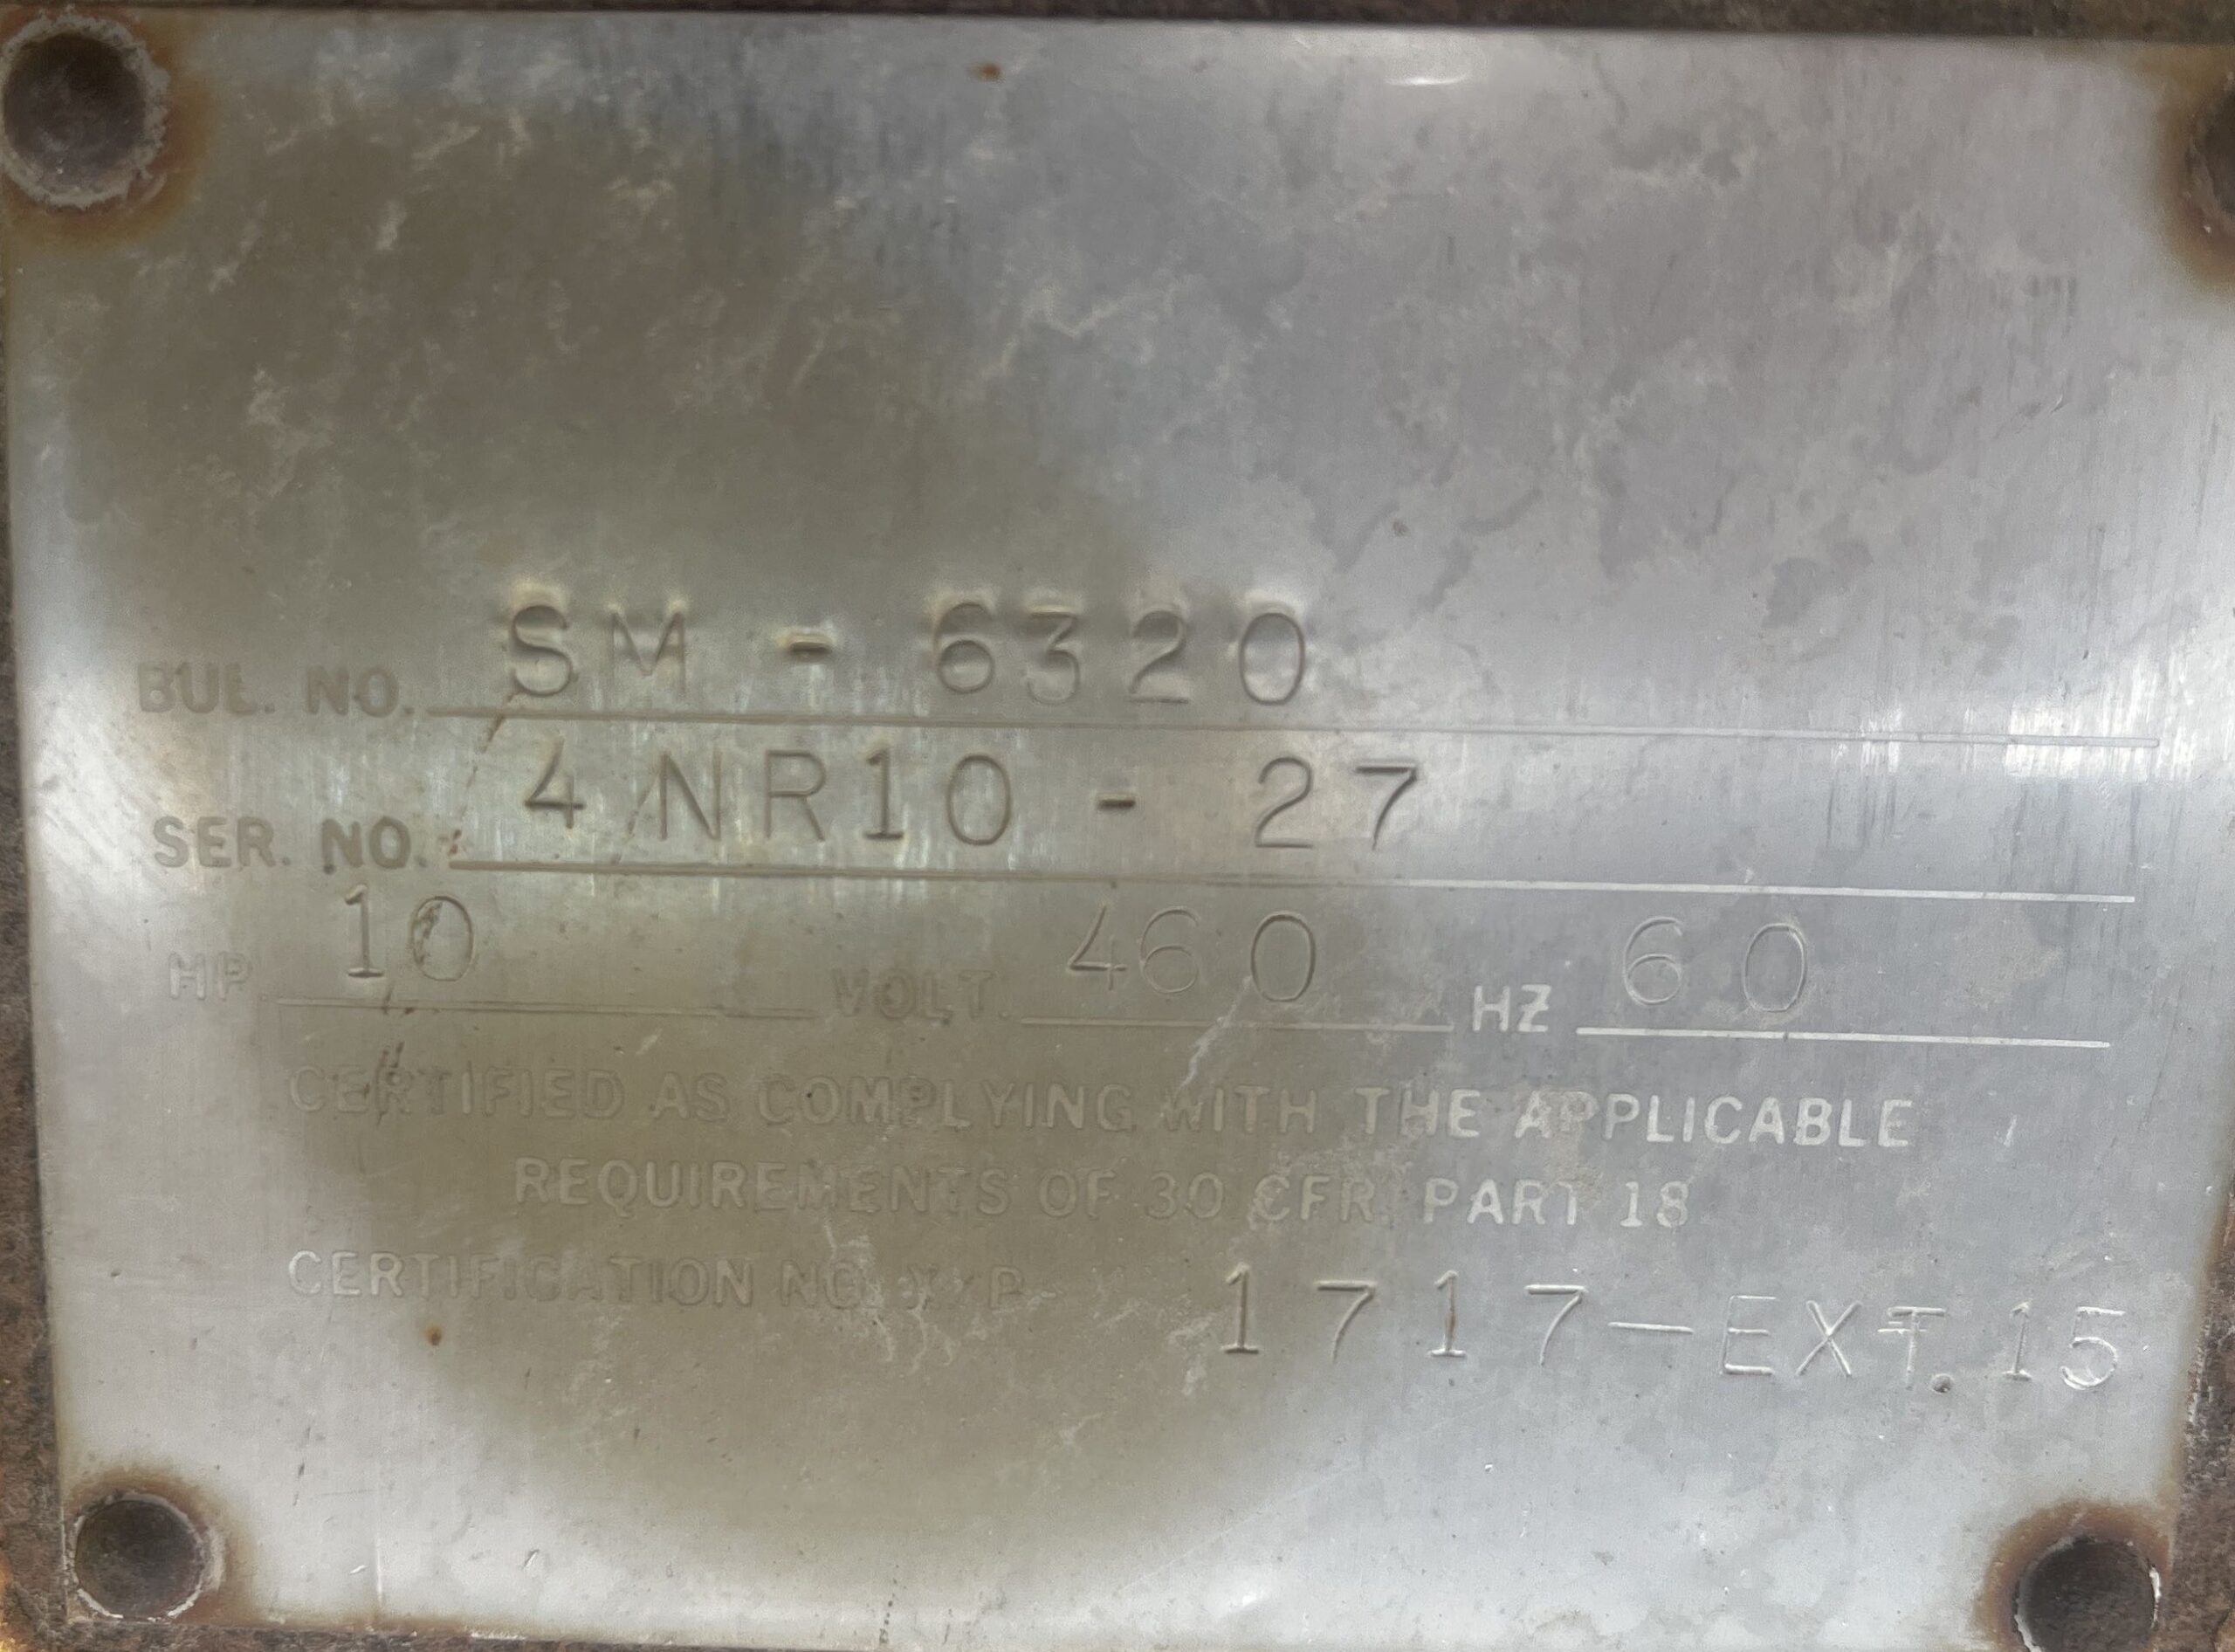 BUL. NO. SM - 6320
SER. NO. 4NR10 - 27
HP 10 VOLT. 460 HZ 60
CERTIFIED AS COMPLYING WITH THE APPLICABLE
REQUIREMENTS OF 30 CFR PART 18
CERTIFICATION NO. X/P- 1717-EXT.15